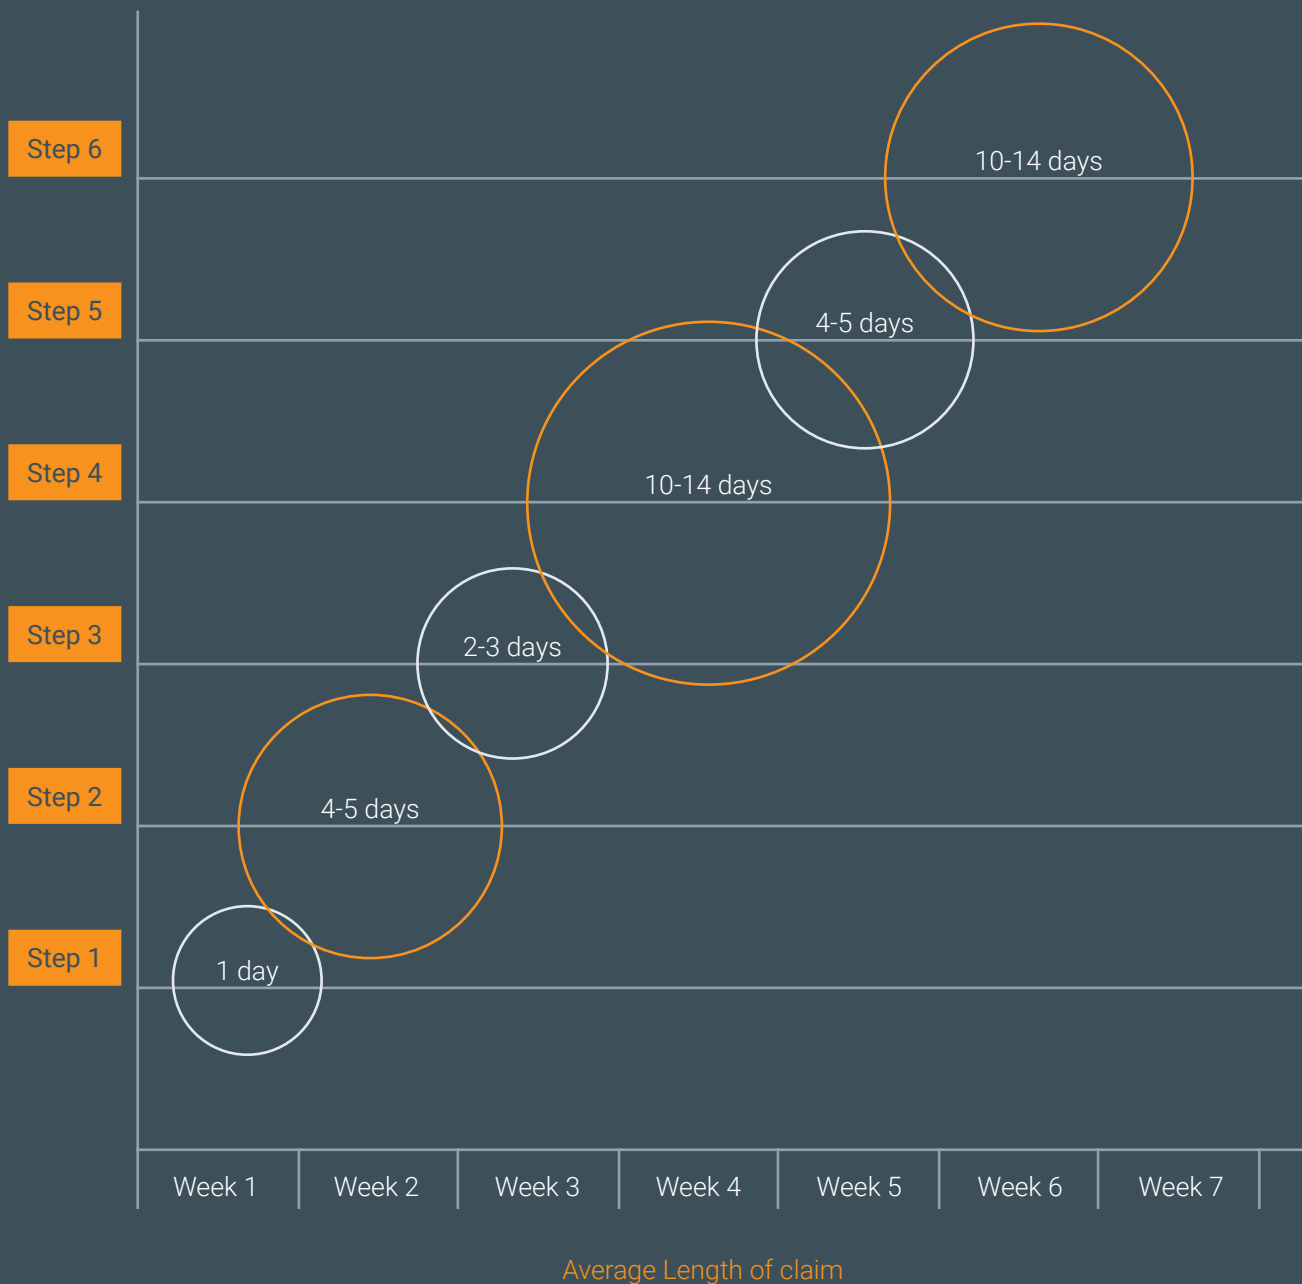 Step 6
10-14 days
Step 5
4-5 days
Step 4
10-14 days
Step 3
2-3 days
Step 2
4-5 days
Step 1
1 day
Week 1
Week 2
Week 3
Week 4
Week 5
Week 6
Week 7
Average Length of claim